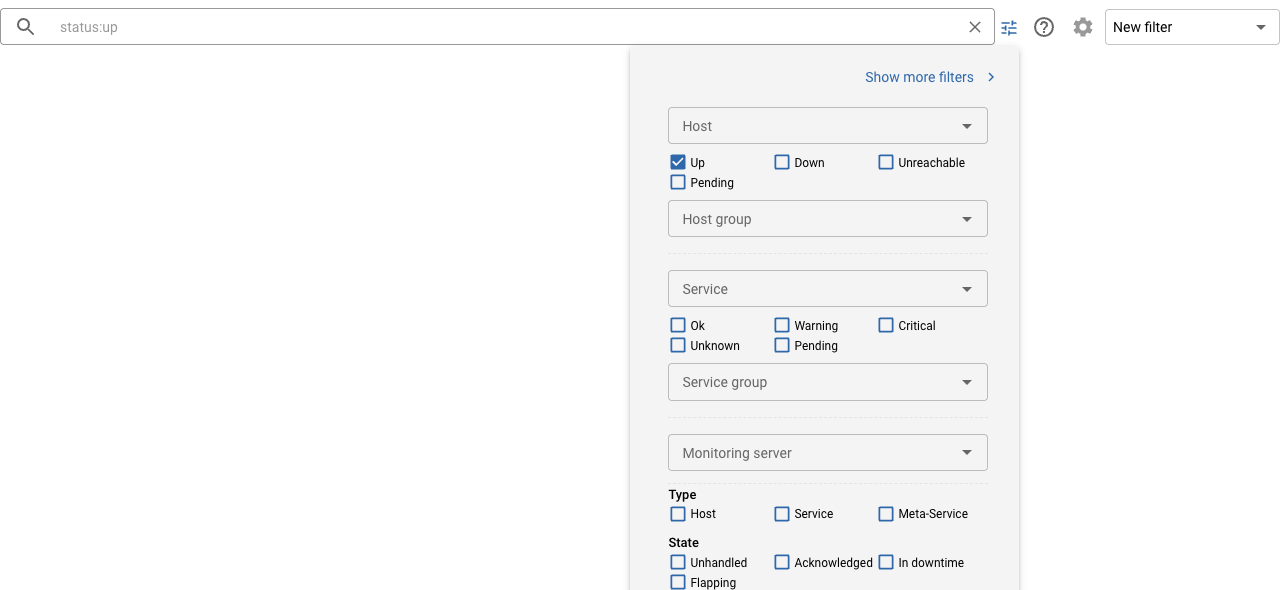 status:up New filter
Show more filters
Host
Up Down Unreachable
Pending
Host group
Service
Ok Warning Critical
Unknown Pending
Service group
Monitoring server
Type
Host Service Meta-Service
State
Unhandled Acknowledged In downtime
Flapping